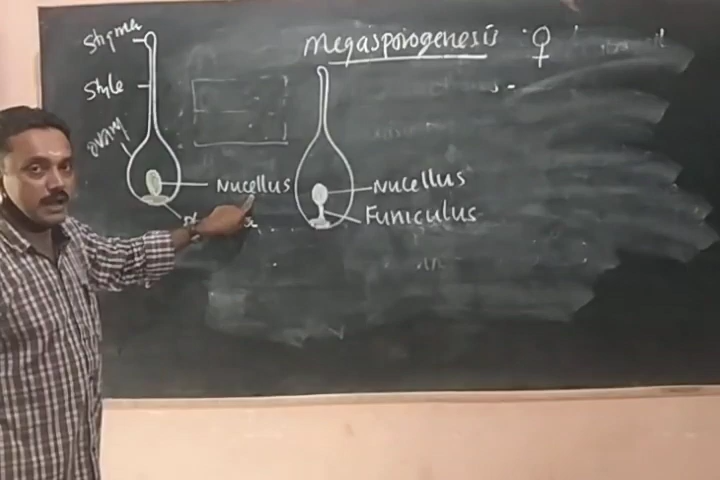 Stigma
Megasporogenesis ♀
Style
ovary
Nucellus
Nucellus
Funiculus